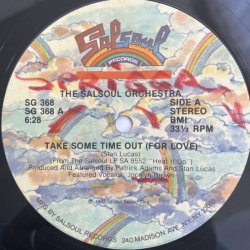 Salsoul
RECORDS
THE SALSOUL ORCHESTRA
SG 368
SG 368 A
6:28
SIDE A
STEREO
BMI
33⅓ RPM
TAKE SOME TIME OUT (FOR LOVE)
(Stan Lucas)
(From The Salsoul LP SA 8552 "Heat It Up")
Produced And Arranged By Patrick Adams And Stan Lucas
Featured Vocalist: Jocelyn Brown
MFG. BY SALSOUL RECORDS 240 MADISON AVE., NY, NY 10016